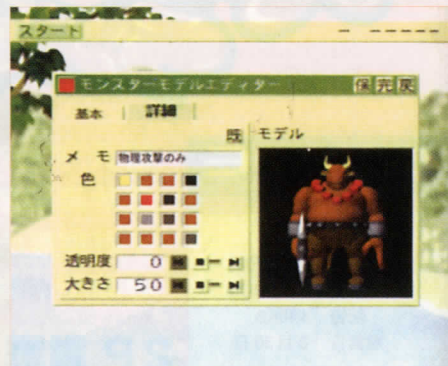 スタート
モンスターモデルエディター 保 完 戻
基本 詳細
既 モデル
メモ 物理攻撃のみ
色
透明度 0
大きさ 50